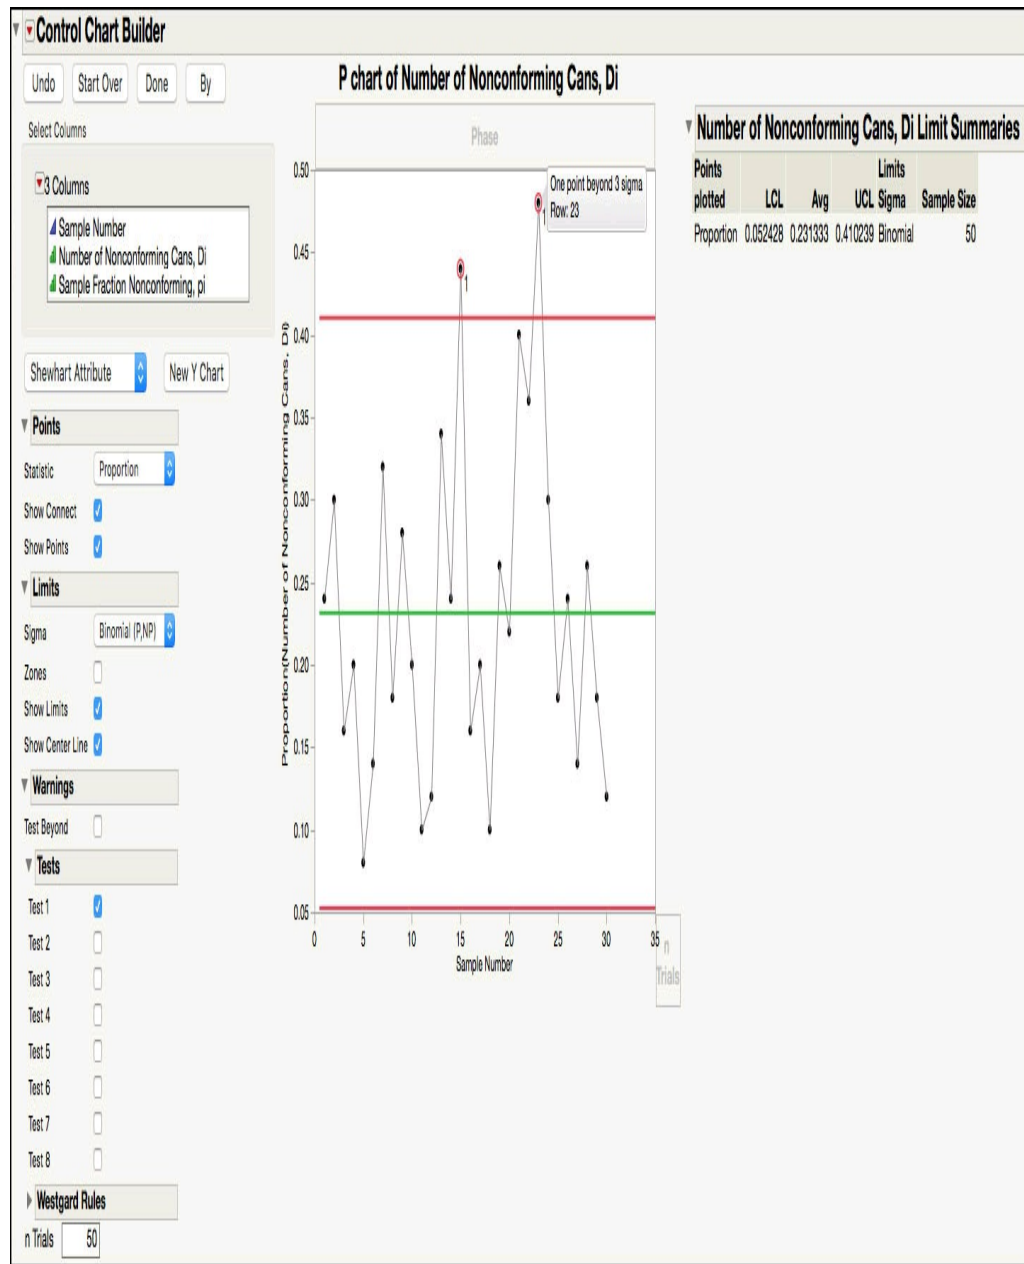 Control Chart Builder
Undo Start Over Done By
Select Columns
3 Columns
Sample Number
Number of Nonconforming Cans, Di
Sample Fraction Nonconforming, pi
Shewhart Attribute New Y Chart
Points
Statistic Proportion
Show Connect
Show Points
Limits
Sigma Binomial (P,NP)
Zones
Show Limits
Show Center Line
Warnings
Test Beyond
Tests
Test 1
Test 2
Test 3
Test 4
Test 5
Test 6
Test 7
Test 8
Westgard Rules
n Trials 50
P chart of Number of Nonconforming Cans, Di
Phase
Proportion(Number of Nonconforming Cans, Di)
0.50
0.45
0.40
0.35
0.30
0.25
0.20
0.15
0.10
0.05
One point beyond 3 sigma
Row: 23
1
1
0 5 10 15 20 25 30 35
Sample Number
n
Trials
Number of Nonconforming Cans, Di Limit Summaries
Points Limits
plotted LCL Avg UCL Sigma Sample Size
Proportion 0.052428 0.231333 0.410239 Binomial 50